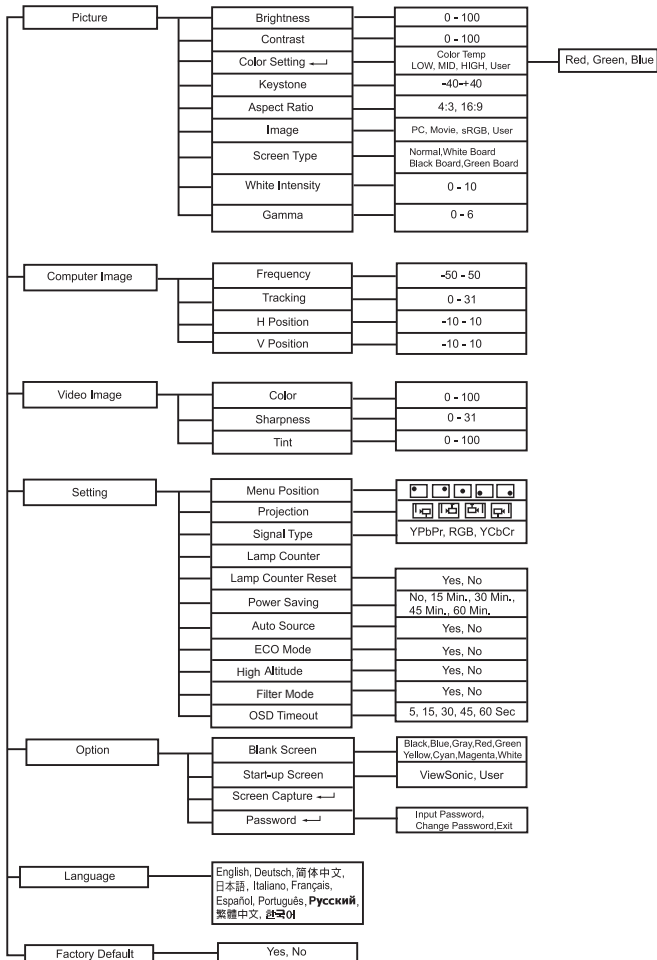 Picture
Brightness
0 - 100
Contrast
0 - 100
Color Setting
Color Temp
LOW, MID, HIGH, User
Red, Green, Blue
Keystone
-40-+40
Aspect Ratio
4:3, 16:9
Image
PC, Movie, sRGB, User
Screen Type
Normal,White Board
Black Board,Green Board
White Intensity
0 - 10
Gamma
0 - 6
Computer Image
Frequency
-50 - 50
Tracking
0 - 31
H Position
-10 - 10
V Position
-10 - 10
Video Image
Color
0 - 100
Sharpness
0 - 31
Tint
0 - 100
Setting
Menu Position
Projection
Signal Type
YPbPr, RGB, YCbCr
Lamp Counter
Lamp Counter Reset
Yes, No
Power Saving
No, 15 Min., 30 Min.,
45 Min., 60 Min.
Auto Source
Yes, No
ECO Mode
Yes, No
High Altitude
Yes, No
Filter Mode
Yes, No
OSD Timeout
5, 15, 30, 45, 60 Sec
Option
Blank Screen
Black,Blue,Gray,Red,Green
Yellow,Cyan,Magenta,White
Start-up Screen
ViewSonic, User
Screen Capture
Password
Input Password,
Change Password,Exit
Language
English, Deutsch, 简体中文,
日本語, Italiano, Français,
Español, Português, Русский,
繁體中文, 한국어
Factory Default
Yes, No